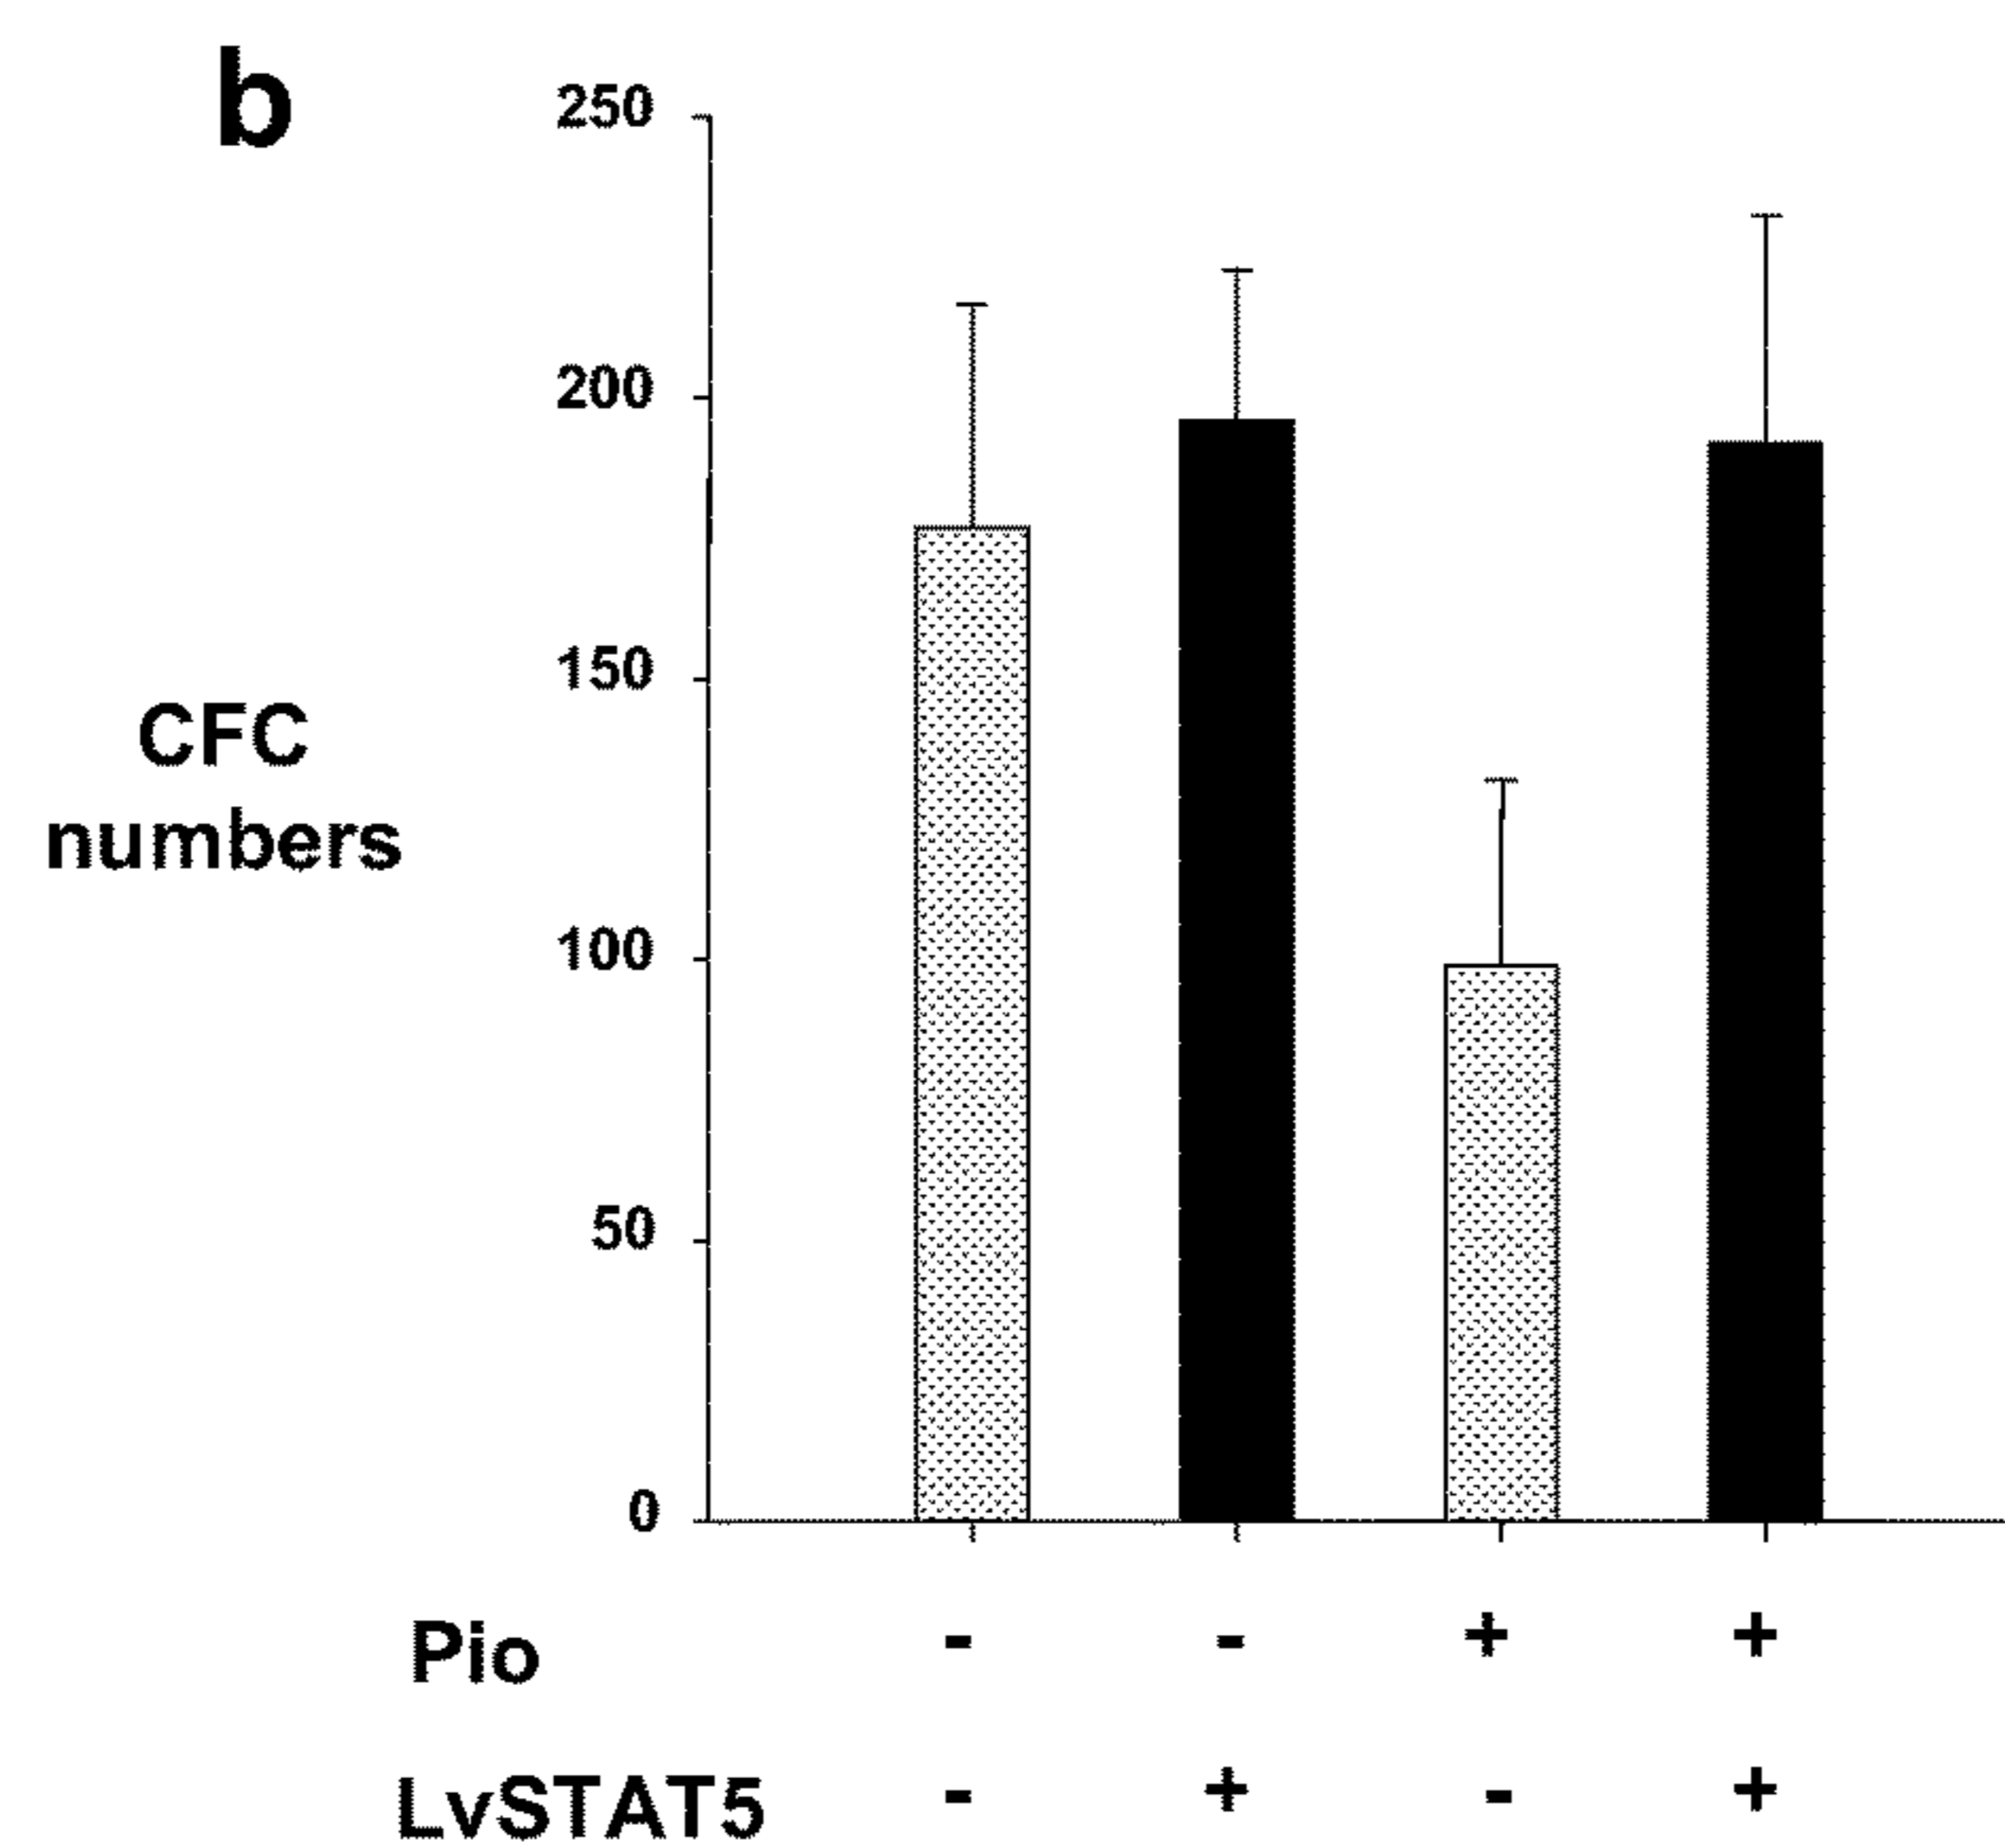 b
250
200
150
100
50
0
CFC
numbers
Pio - - + +
LvSTAT5 - + - +